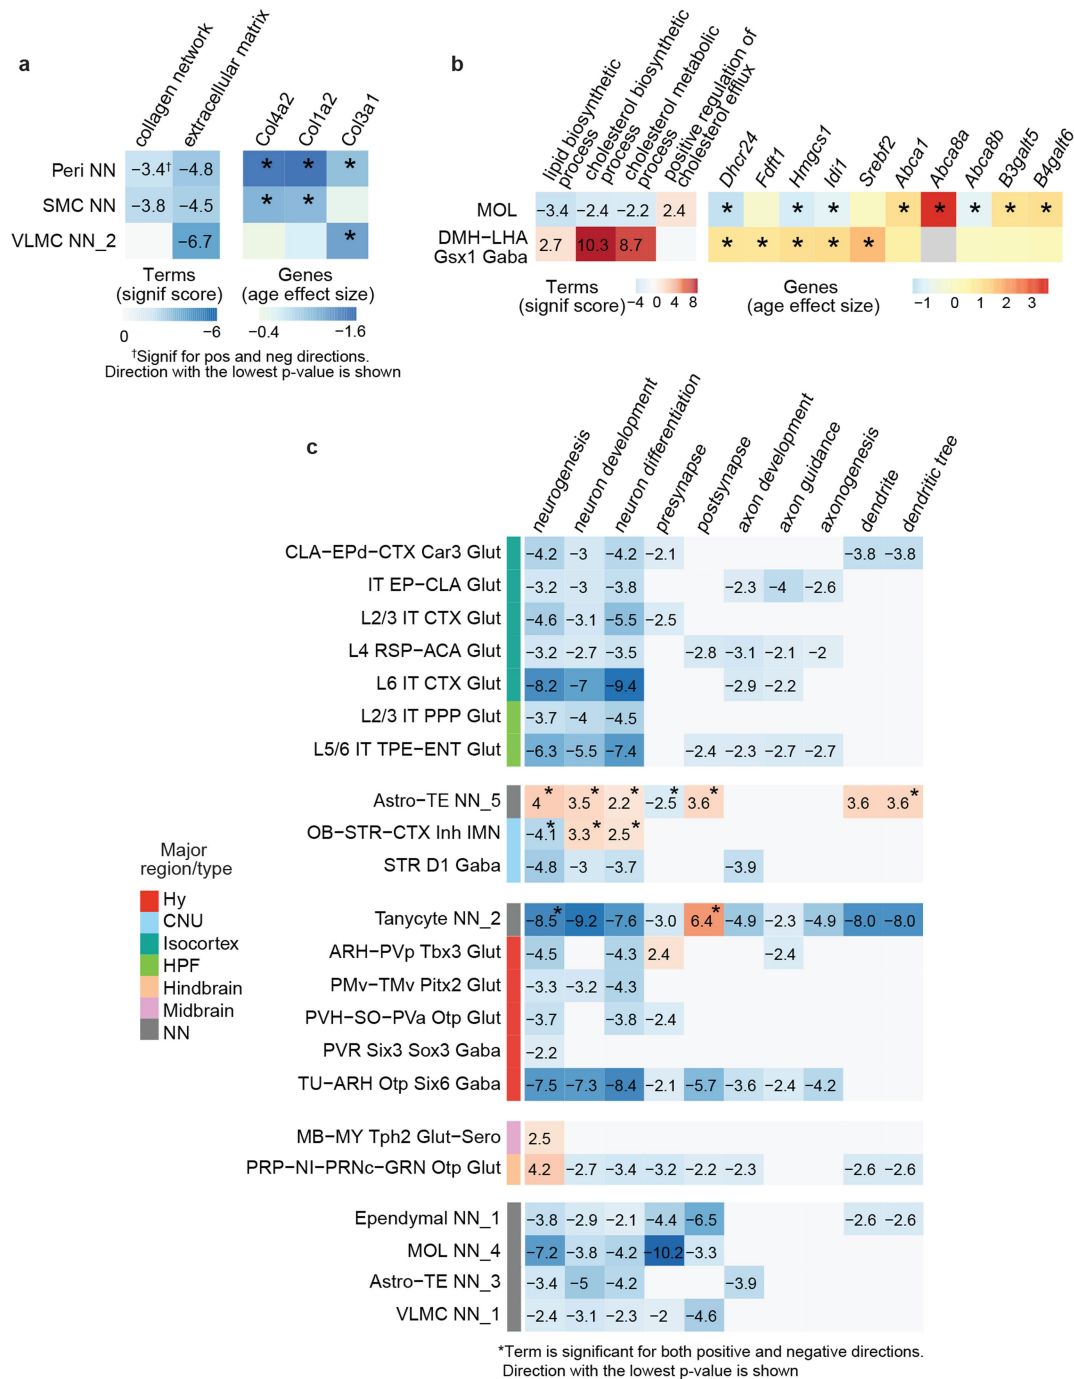 a
collagen network
extracellular matrix
Col4a2
Col1a2
Col3a1
Peri NN −3.4† −4.8 * * *
SMC NN −3.8 −4.5 * *
VLMC NN_2 −6.7 *
Terms
(signif score)
Genes
(age effect size)
0 −6
−0.4 −1.6
†Signif for pos and neg directions.
Direction with the lowest p-value is shown
b
lipid biosynthetic
process
cholesterol biosynthetic
process
cholesterol metabolic
process
positive regulation of
cholesterol efflux
Dhcr24
Fdft1
Hmgcs1
Idi1
Srebf2
Abca1
Abca8a
Abca8b
B3galt5
B4galt6
MOL −3.4 −2.4 −2.2 2.4 * * * * * * * *
DMH−LHA
Gsx1 Gaba 2.7 10.3 8.7 * * * * *
Terms
(signif score)
−4 0 4 8
Genes
(age effect size)
−1 0 1 2 3
c
neurogenesis
neuron development
neuron differentiation
presynapse
postsynapse
axon development
axon guidance
axonogenesis
dendrite
dendritic tree
CLA−EPd−CTX Car3 Glut −4.2 −3 −4.2 −2.1 −3.8 −3.8
IT EP−CLA Glut −3.2 −3 −3.8 −2.3 −4 −2.6
L2/3 IT CTX Glut −4.6 −3.1 −5.5 −2.5
L4 RSP−ACA Glut −3.2 −2.7 −3.5 −2.8 −3.1 −2.1 −2
L6 IT CTX Glut −8.2 −7 −9.4 −2.9 −2.2
L2/3 IT PPP Glut −3.7 −4 −4.5
L5/6 IT TPE−ENT Glut −6.3 −5.5 −7.4 −2.4 −2.3 −2.7 −2.7
Astro−TE NN_5 4* 3.5* 2.2* −2.5* 3.6* 3.6 3.6*
OB−STR−CTX Inh IMN −4.1* 3.3* 2.5*
STR D1 Gaba −4.8 −3 −3.7 −3.9
Tanycyte NN_2 −8.5* −9.2 −7.6 −3.0 6.4* −4.9 −2.3 −4.9 −8.0 −8.0
ARH−PVp Tbx3 Glut −4.5 −4.3 2.4 −2.4
PMv−TMv Pitx2 Glut −3.3 −3.2 −4.3
PVH−SO−PVa Otp Glut −3.7 −3.8 −2.4
PVR Six3 Sox3 Gaba −2.2
TU−ARH Otp Six6 Gaba −7.5 −7.3 −8.4 −2.1 −5.7 −3.6 −2.4 −4.2
MB−MY Tph2 Glut−Sero 2.5
PRP−NI−PRNc−GRN Otp Glut 4.2 −2.7 −3.4 −3.2 −2.2 −2.3 −2.6 −2.6
Ependymal NN_1 −3.8 −2.9 −2.1 −4.4 −6.5 −2.6 −2.6
MOL NN_4 −7.2 −3.8 −4.2 −10.2 −3.3
Astro−TE NN_3 −3.4 −5 −4.2 −3.9
VLMC NN_1 −2.4 −3.1 −2.3 −2 −4.6
Major
region/type
Hy
CNU
Isocortex
HPF
Hindbrain
Midbrain
NN
*Term is significant for both positive and negative directions.
Direction with the lowest p-value is shown